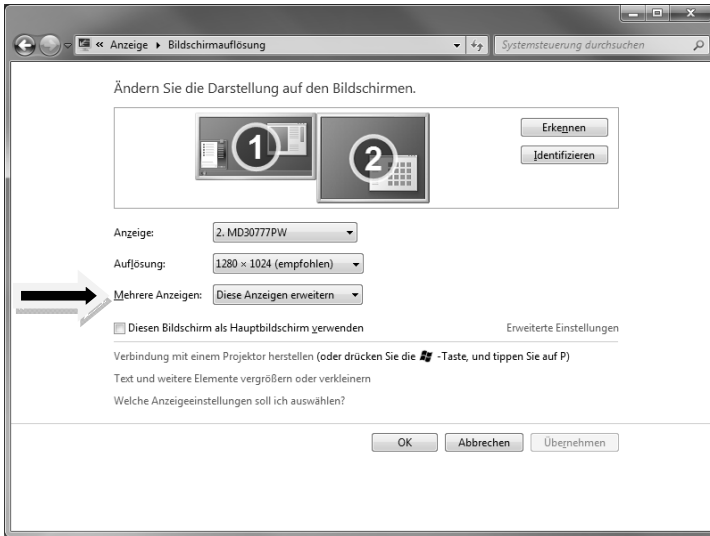 « Anzeige ▸ Bildschirmauflösung
Systemsteuerung durchsuchen
Ändern Sie die Darstellung auf den Bildschirmen.
1
2
Erkennen
Identifizieren
Anzeige:
2. MD30777PW
Auflösung:
1280 × 1024 (empfohlen)
Mehrere Anzeigen:
Diese Anzeigen erweitern
Diesen Bildschirm als Hauptbildschirm verwenden
Erweiterte Einstellungen
Verbindung mit einem Projektor herstellen (oder drücken Sie die -Taste, und tippen Sie auf P)
Text und weitere Elemente vergrößern oder verkleinern
Welche Anzeigeeinstellungen soll ich auswählen?
OK
Abbrechen
Übernehmen